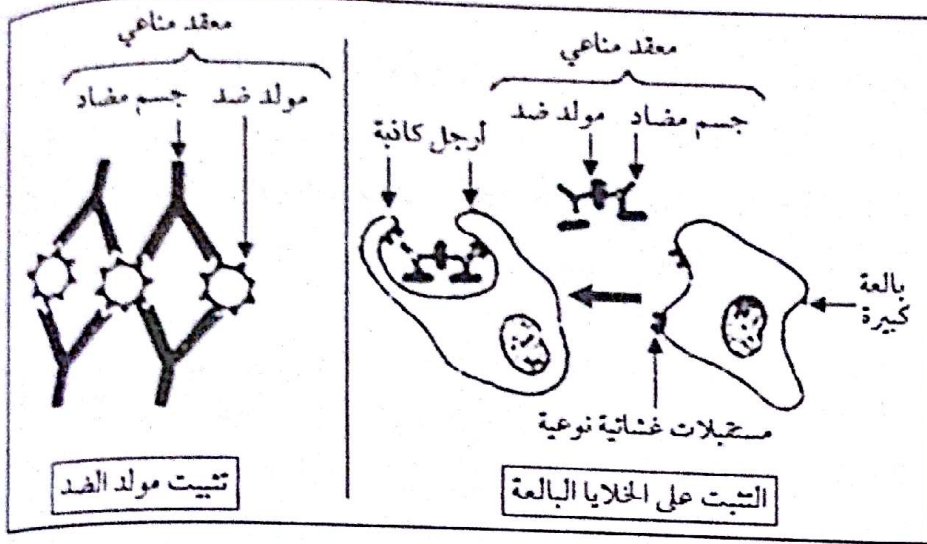 معقد مناعي
جسم مضاد
مولد ضد
أرجل كاذبة
بالعة
كبيرة
مستقبلات غشائية نوعية
التثبت على الخلايا البالعة
معقد مناعي
مولد ضد
جسم مضاد
تثبيت مولد الضد